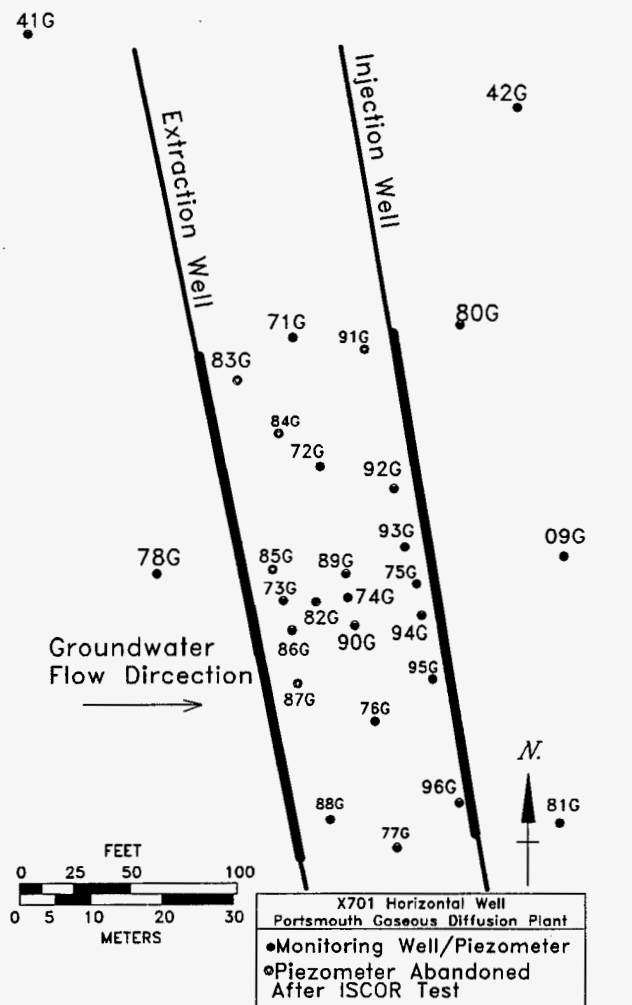 41G
42G
Extraction Well
Injection Well
71G
80G
91G
83G
84G
72G
92G
93G
09G
78G
85G
89G
75G
73G
74G
82G
94G
90G
86G
Groundwater
Flow Dircection
95G
87G
76G
N.
96G
88G
81G
77G
FEET
0 25 50 100
0 5 10 20 30
METERS
X701 Horizontal Well
Portsmouth Gaseous Diffusion Plant
Monitoring Well/Piezometer
Piezometer Abandoned
After ISCOR Test